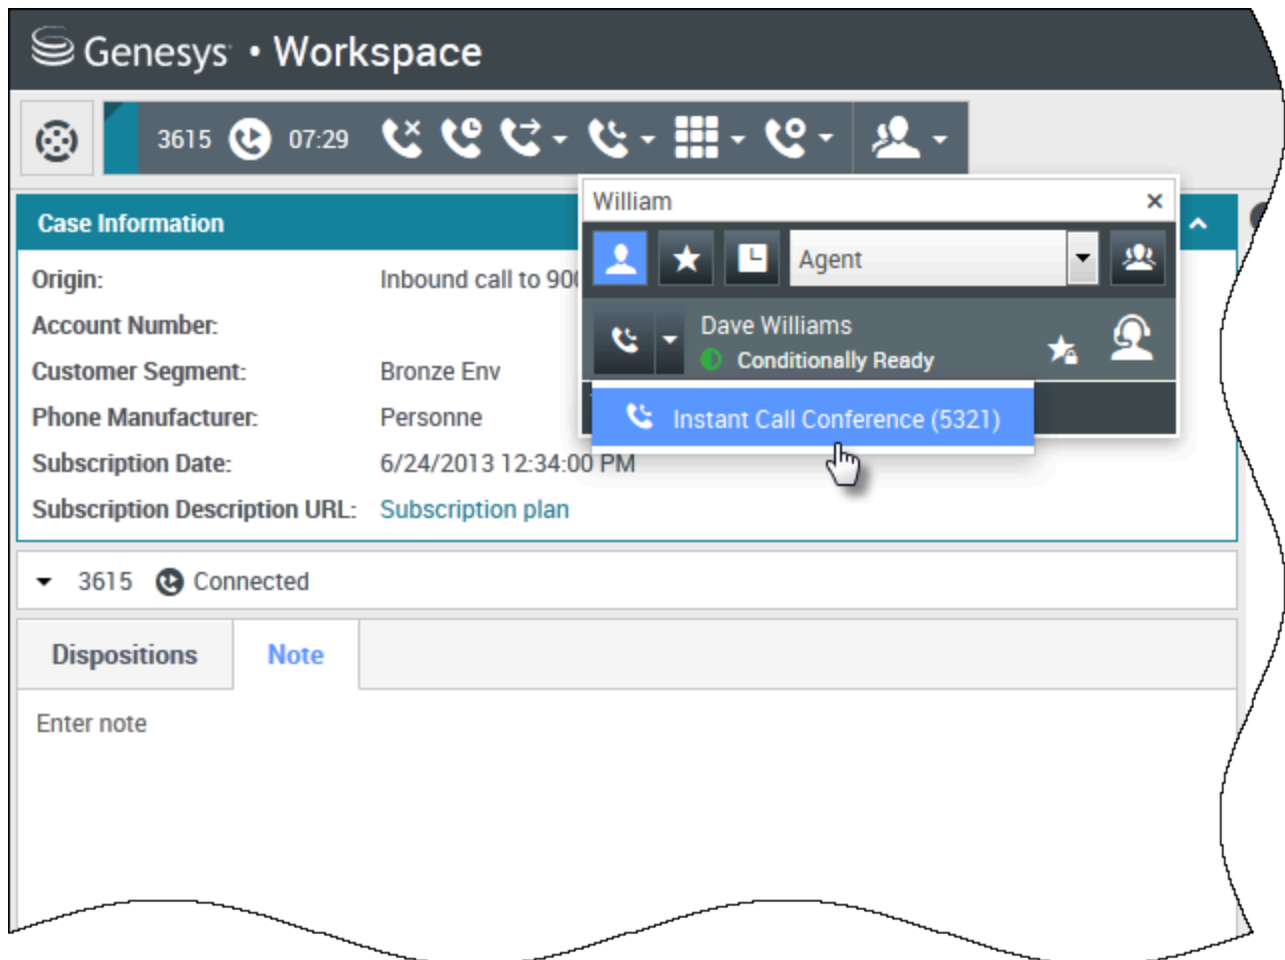 Genesys • Workspace
3615 07:29
William
Case Information
Agent
Origin: Inbound call to 900
Dave Williams
Conditionally Ready
Account Number:
Customer Segment: Bronze Env
Instant Call Conference (5321)
Phone Manufacturer: Personne
Subscription Date: 6/24/2013 12:34:00 PM
Subscription Description URL: Subscription plan
3615 Connected
Dispositions Note
Enter note